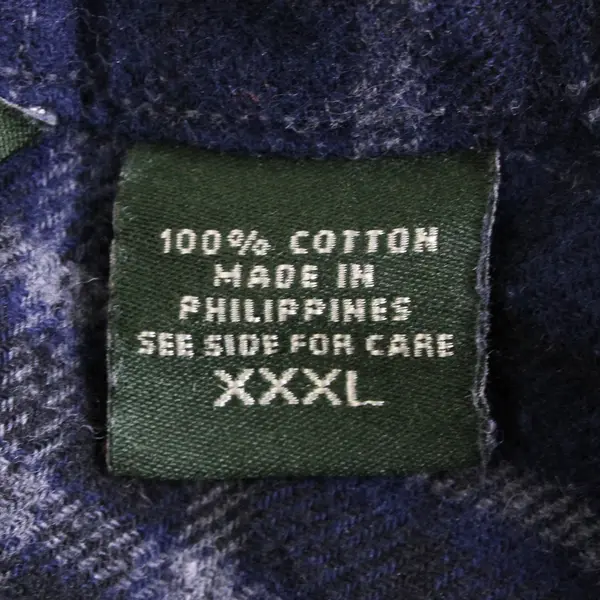 100% COTTON
MADE IN
PHILIPPINES
SEE SIDE FOR CARE
XXXL